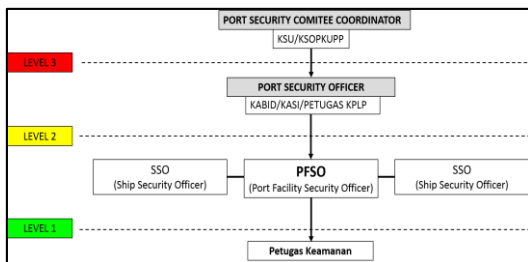 PORT SECURITY COMITEE COORDINATOR
KSU/KSOPKUPP
LEVEL 3
PORT SECURITY OFFICER
KABID/KASI/PETUGAS KPLP
LEVEL 2
SSO
(Ship Security Officer)
PFSO
(Port Facility Security Officer)
SSO
(Ship Security Officer)
LEVEL 1
Petugas Keamanan